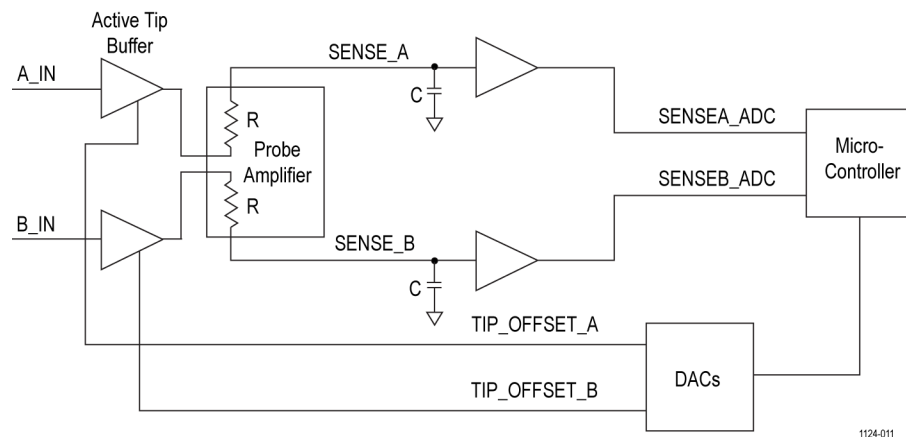 Active Tip
Buffer
A_IN
SENSE_A
C
R
Probe
Amplifier
R
SENSEA_ADC
Micro-
Controller
SENSEB_ADC
B_IN
SENSE_B
C
TIP_OFFSET_A
DACs
TIP_OFFSET_B
1124-011